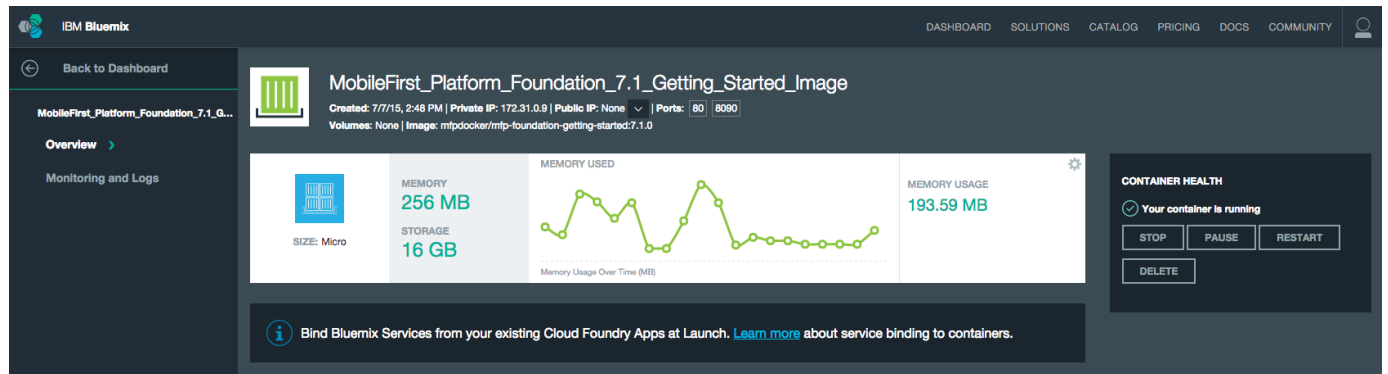 IBM Bluemix
DASHBOARD SOLUTIONS CATALOG PRICING DOCS COMMUNITY
Back to Dashboard
MobileFirst_Platform_Foundation_7.1_G...
Overview
Monitoring and Logs
MobileFirst_Platform_Foundation_7.1_Getting_Started_Image
Created: 7/7/15, 2:48 PM | Private IP: 172.31.0.9 | Public IP: None | Ports: 80 8090
Volumes: None | Image: mfpdocker/mfp-foundation-getting-started:7.1.0
SIZE: Micro
MEMORY
256 MB
STORAGE
16 GB
MEMORY USED
Memory Usage Over Time (MB)
MEMORY USAGE
193.59 MB
CONTAINER HEALTH
Your container is running
STOP PAUSE RESTART
DELETE
Bind Bluemix Services from your existing Cloud Foundry Apps at Launch. Learn more about service binding to containers.